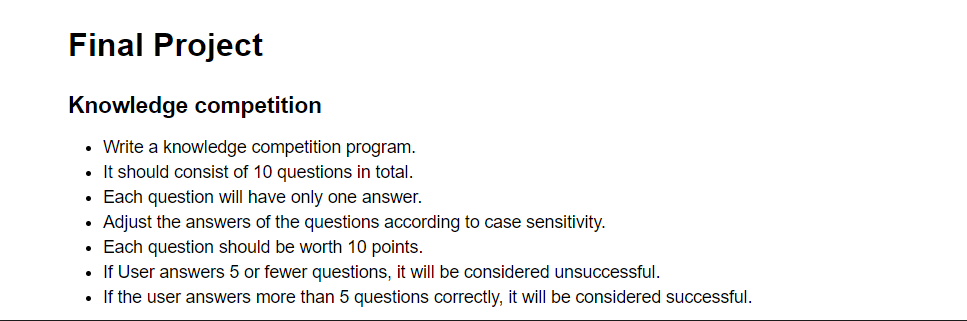 Final Project
Knowledge competition
• Write a knowledge competition program.
• It should consist of 10 questions in total.
• Each question will have only one answer.
• Adjust the answers of the questions according to case sensitivity.
• Each question should be worth 10 points.
• If User answers 5 or fewer questions, it will be considered unsuccessful.
• If the user answers more than 5 questions correctly, it will be considered successful.